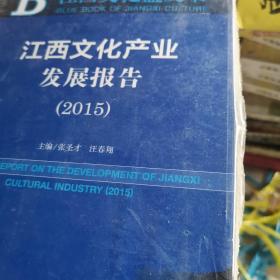 BLUE BOOK OF JIANGXI CULTURE
江西文化产业
发展报告
(2015)
主编/张圣才 汪春翔
REPORT ON THE DEVELOPMENT OF JIANGXI
CULTURAL INDUSTRY (2015)